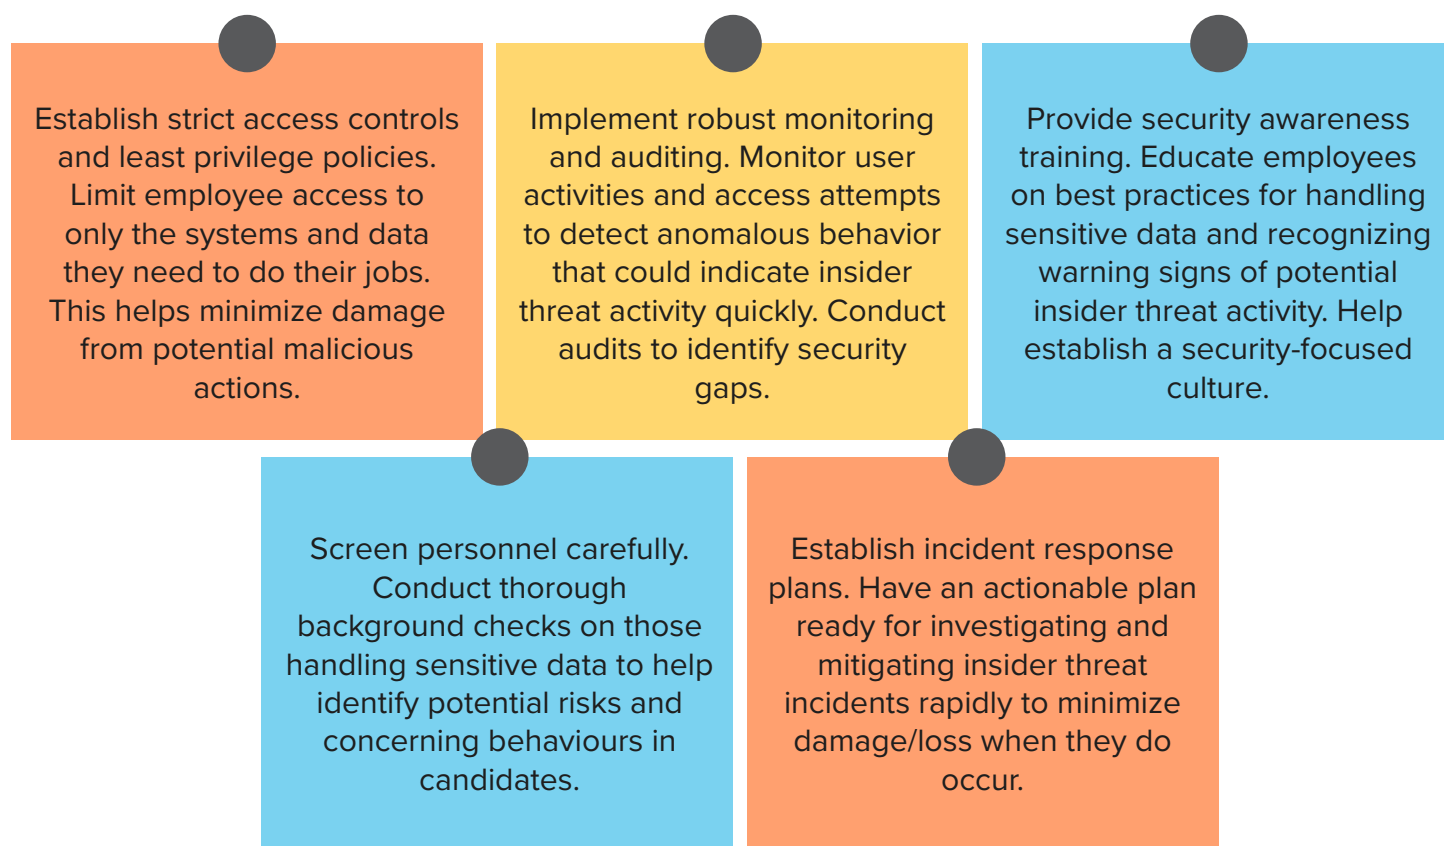 Establish strict access controls
and least privilege policies.
Limit employee access to
only the systems and data
they need to do their jobs.
This helps minimize damage
from potential malicious
actions.
Implement robust monitoring
and auditing. Monitor user
activities and access attempts
to detect anomalous behavior
that could indicate insider
threat activity quickly. Conduct
audits to identify security
gaps.
Provide security awareness
training. Educate employees
on best practices for handling
sensitive data and recognizing
warning signs of potential
insider threat activity. Help
establish a security-focused
culture.
Screen personnel carefully.
Conduct thorough
background checks on those
handling sensitive data to help
identify potential risks and
concerning behaviours in
candidates.
Establish incident response
plans. Have an actionable plan
ready for investigating and
mitigating insider threat
incidents rapidly to minimize
damage/loss when they do
occur.